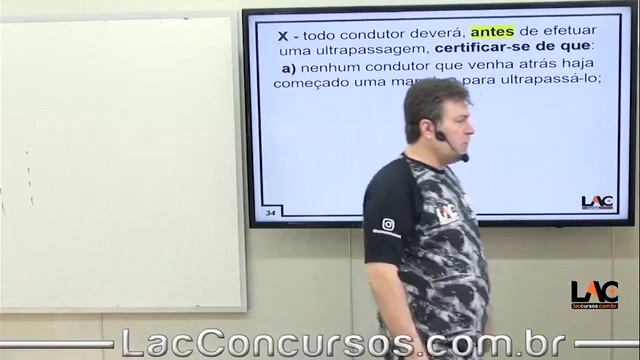 X - todo condutor deverá, antes de efetuar
uma ultrapassagem, certificar-se de que:
a) nenhum condutor que venha atrás haja
começado uma para ultrapassá-lo;
34
LAC
LAC
laccursos.com.br
LacConcursos.com.br